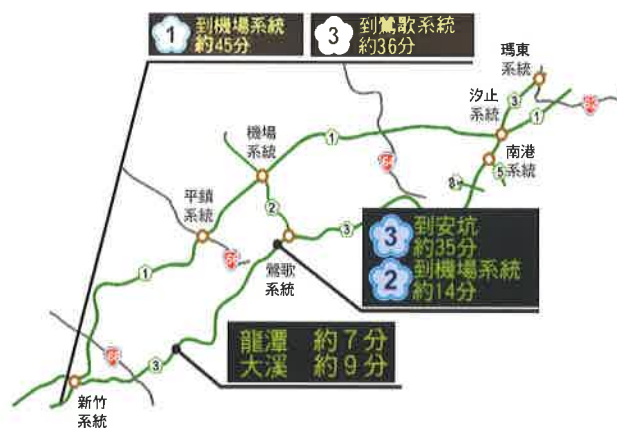 1 到機場系統
約45分
3 到鶯歌系統
約36分
瑪東
系統
汐止
系統
3
1
62
南港
系統
5
機場
系統
1
64
平鎮
系統
2
3
66
3 到安坑
約35分
2 到機場系統
約14分
鶯歌
系統
1
龍潭 約7分
大溪 約9分
68
3
新竹
系統